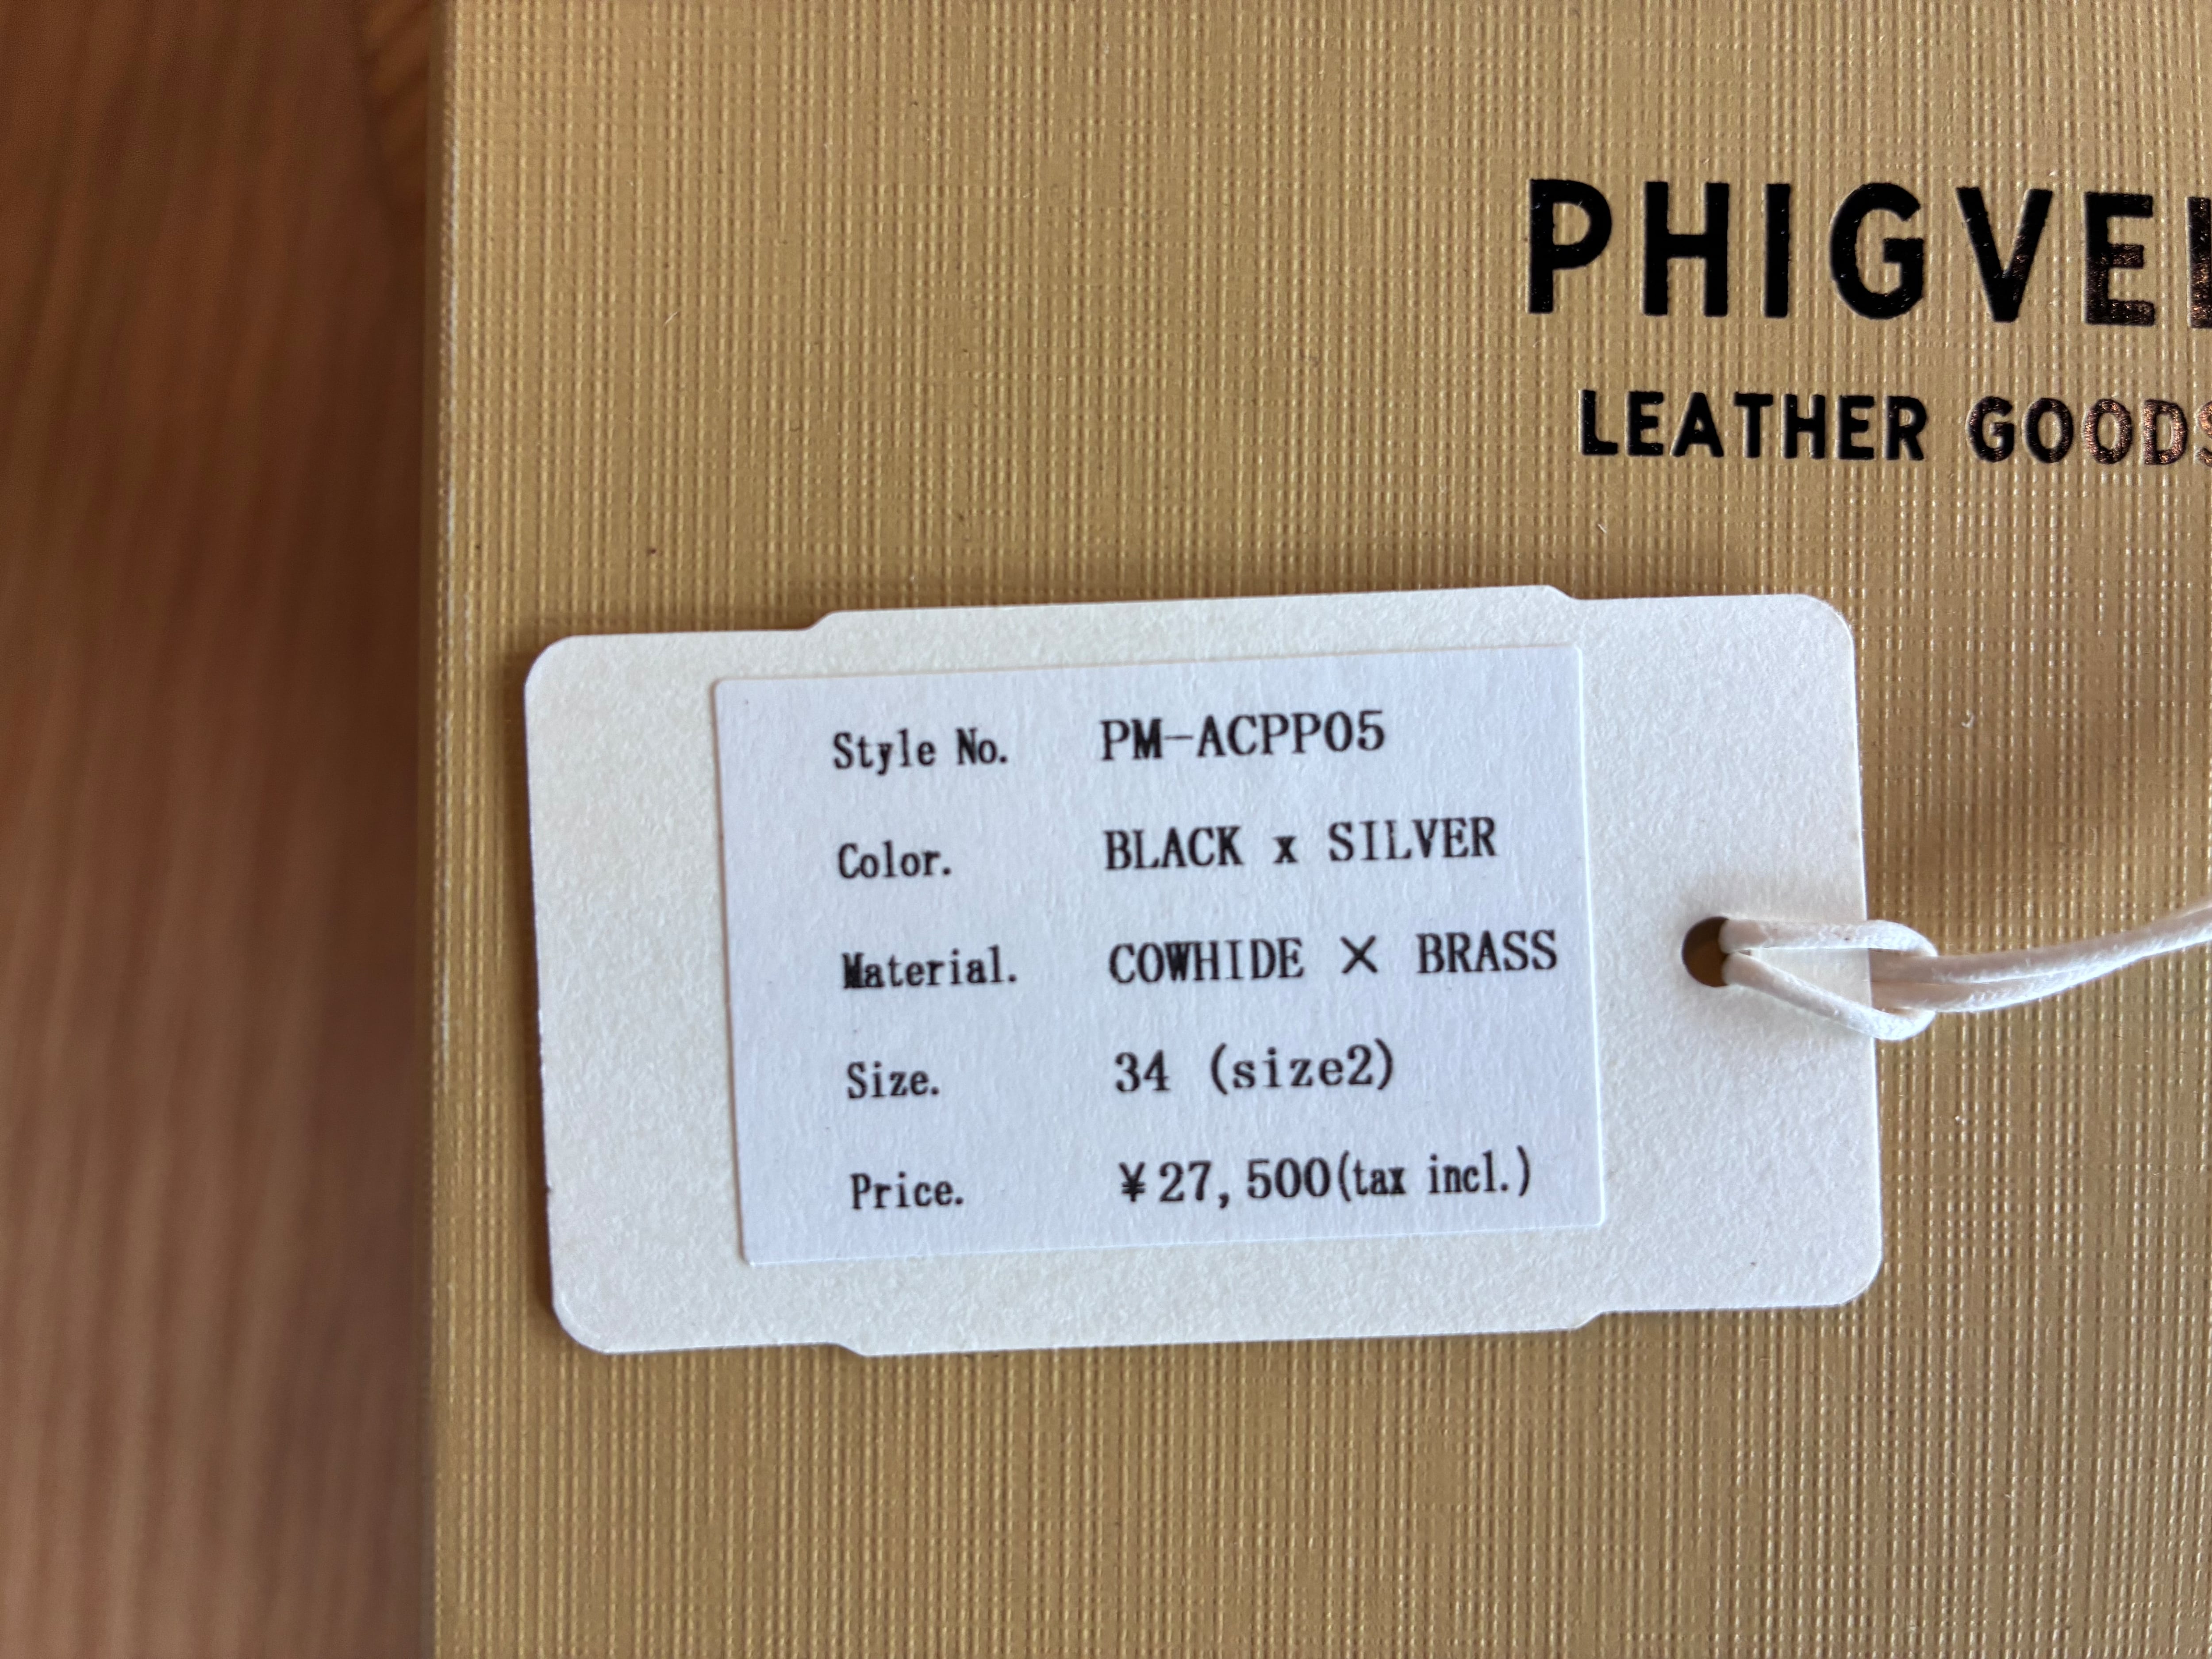 PHIGVE
LEATHER GOODS
Style No. PM-ACPP05
Color. BLACK x SILVER
Material. COWHIDE × BRASS
Size. 34 (size2)
Price. ¥27,500(tax incl.)